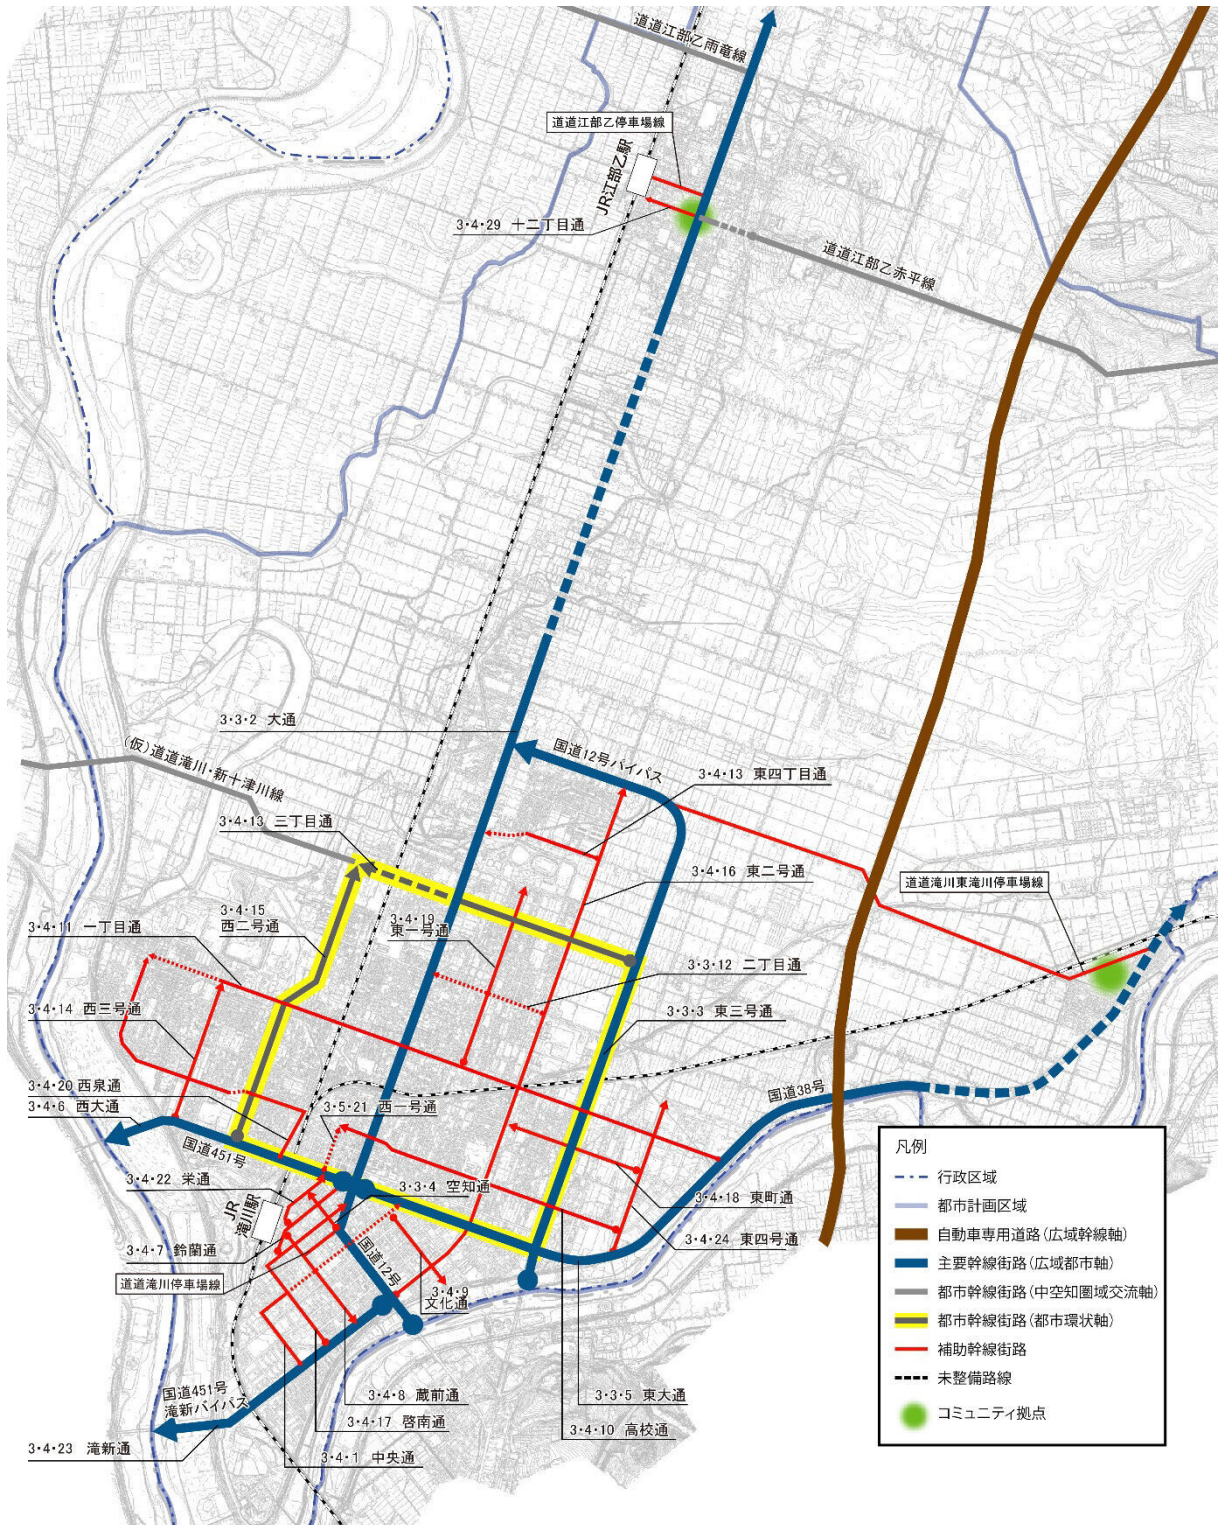 道道江部乙雨竜線
道道江部乙停車場線
JR江部乙駅
3・4・29 十二丁目通
道道江部乙赤平線
3・3・2 大通
(仮)道道滝川・新十津川線
国道12号バイパス
3・4・13 東四丁目通
3・4・13 三丁目通
3・4・16 東二号通
道道滝川東滝川停車場線
3・4・15
西二号通
3・4・11 一丁目通
3・4・19
東一号通
3・3・12 二丁目通
3・4・14 西三号通
3・3・3 東三号通
3・4・20 西泉通
3・4・6 西大通
3・5・21 西一号通
国道38号
国道451号
3・4・22 栄通
JR
滝川駅
3・3・4 空知通
3・4・18 東町通
3・4・24 東四号通
3・4・7 鈴蘭通
道道滝川停車場線
国道12号
3・4・9
文化通
国道451号
滝新バイパス
3・4・8 蔵前通
3・3・5 東大通
3・4・17 啓南通
3・4・10 高校通
3・4・23 滝新通
3・4・1 中央通
凡例
行政区域
都市計画区域
自動車専用道路(広域幹線軸)
主要幹線街路(広域都市軸)
都市幹線街路(中空知圏域交流軸)
都市幹線街路(都市環状軸)
補助幹線街路
未整備路線
コミュニティ拠点